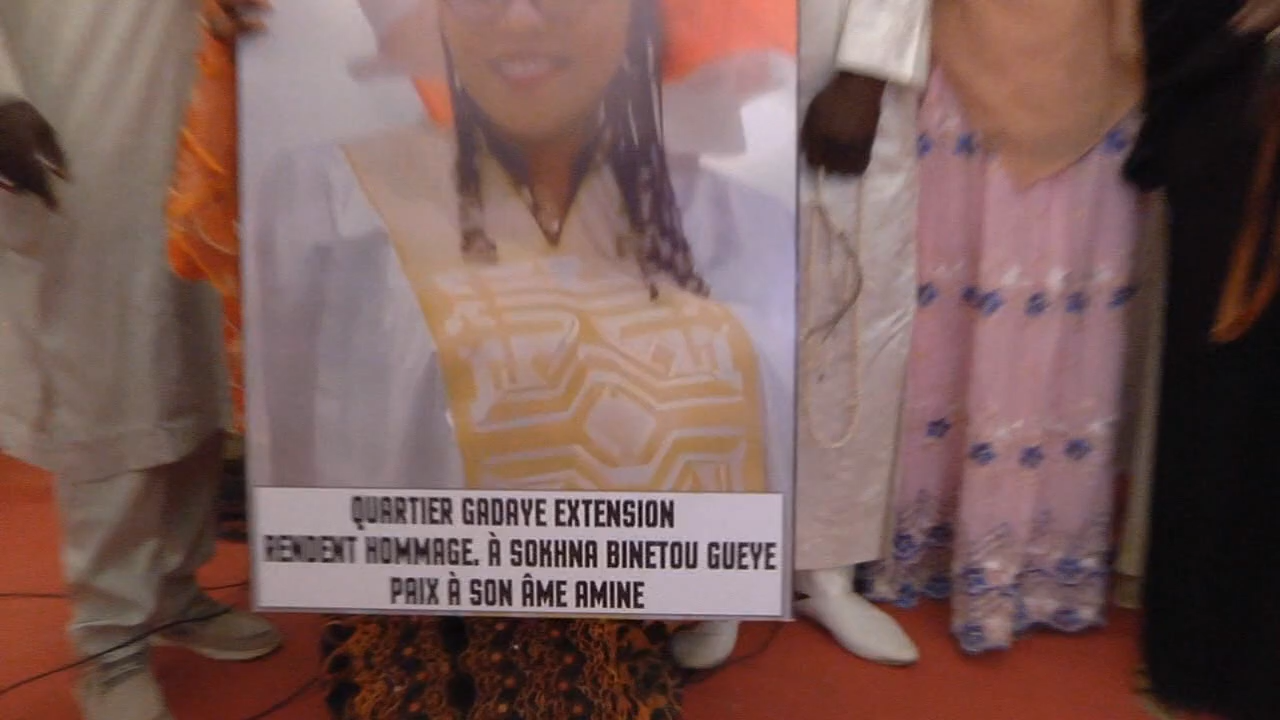 QUARTIER GADAYE EXTENSION
RENDENT HOMMAGE. À SOKHNA BINETOU GUEYE
PAIX À SON ÂME AMINE